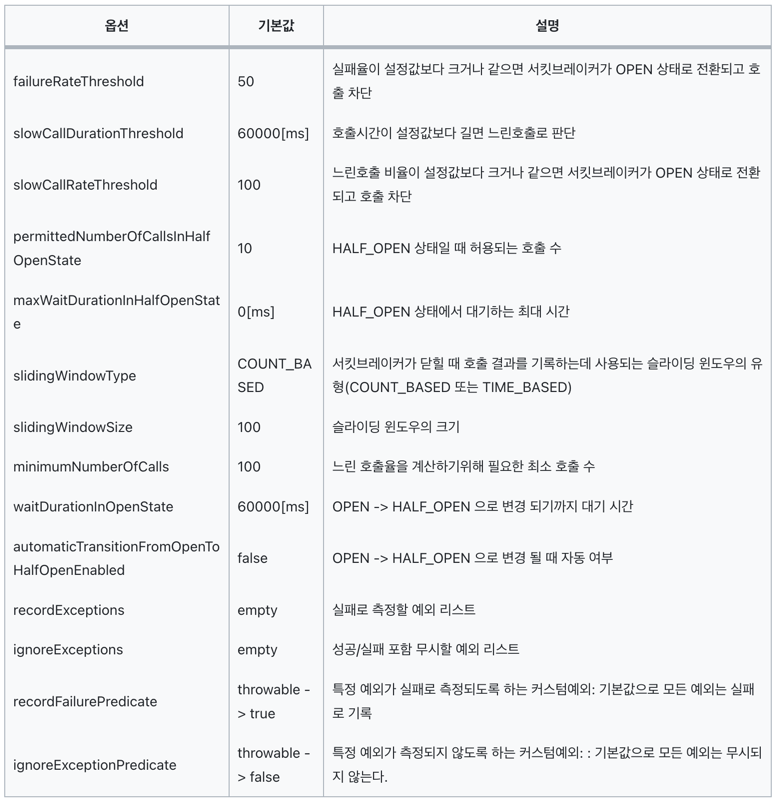 옵션 기본값 설명
failureRateThreshold 50 실패율이 설정값보다 크거나 같으면 서킷브레이커가 OPEN 상태로 전환되고 호
출 차단
slowCallDurationThreshold 60000[ms] 호출시간이 설정값보다 길면 느린호출로 판단
slowCallRateThreshold 100 느린호출 비율이 설정값보다 크거나 같으면 서킷브레이커가 OPEN 상태로 전환
되고 호출 차단
permittedNumberOfCallsInHalf
OpenState 10 HALF_OPEN 상태일 때 허용되는 호출 수
maxWaitDurationInHalfOpenStat
e 0[ms] HALF_OPEN 상태에서 대기하는 최대 시간
slidingWindowType COUNT_BA
SED 서킷브레이커가 닫힐 때 호출 결과를 기록하는데 사용되는 슬라이딩 윈도우의 유
형(COUNT_BASED 또는 TIME_BASED)
slidingWindowSize 100 슬라이딩 윈도우의 크기
minimumNumberOfCalls 100 느린 호출율을 계산하기위해 필요한 최소 호출 수
waitDurationInOpenState 60000[ms] OPEN -> HALF_OPEN 으로 변경 되기까지 대기 시간
automaticTransitionFromOpenTo
HalfOpenEnabled false OPEN -> HALF_OPEN 으로 변경 될 때 자동 여부
recordExceptions empty 실패로 측정할 예외 리스트
ignoreExceptions empty 성공/실패 포함 무시할 예외 리스트
recordFailurePredicate throwable -
> true 특정 예외가 실패로 측정되도록 하는 커스텀예외: 기본값으로 모든 예외는 실패
로 기록
ignoreExceptionPredicate throwable -
> false 특정 예외가 측정되지 않도록 하는 커스텀예외: : 기본값으로 모든 예외는 무시되
지 않는다.